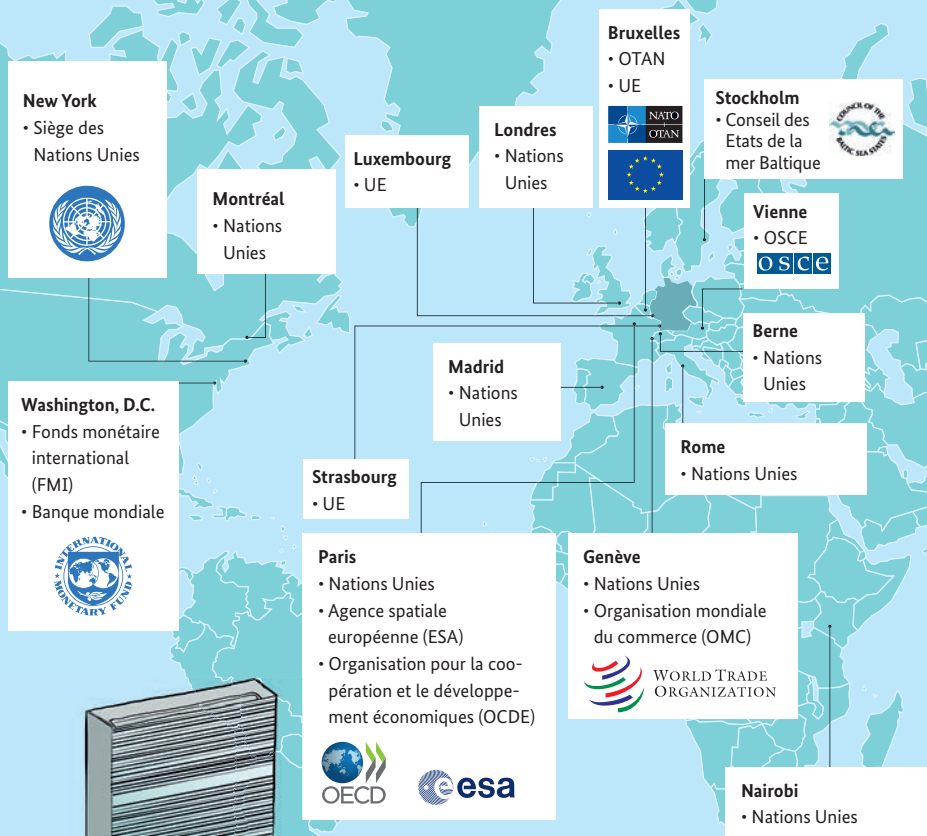 New York
• Siège des
Nations Unies
Montréal
• Nations
Unies
Luxembourg
• UE
Londres
• Nations
Unies
Bruxelles
• OTAN
• UE
NATO
OTAN
Stockholm
• Conseil des
Etats de la
mer Baltique
COUNCIL OF THE
BALTIC SEA STATES
Vienne
• OSCE
osce
Berne
• Nations
Unies
Madrid
• Nations
Unies
Rome
• Nations Unies
Washington, D.C.
• Fonds monétaire
international
(FMI)
• Banque mondiale
INTERNATIONAL
MONETARY FUND
Strasbourg
• UE
Paris
• Nations Unies
• Agence spatiale
européenne (ESA)
• Organisation pour la coo-
pération et le développe-
ment économiques (OCDE)
OECD
esa
Genève
• Nations Unies
• Organisation mondiale
du commerce (OMC)
WORLD TRADE
ORGANIZATION
Nairobi
• Nations Unies